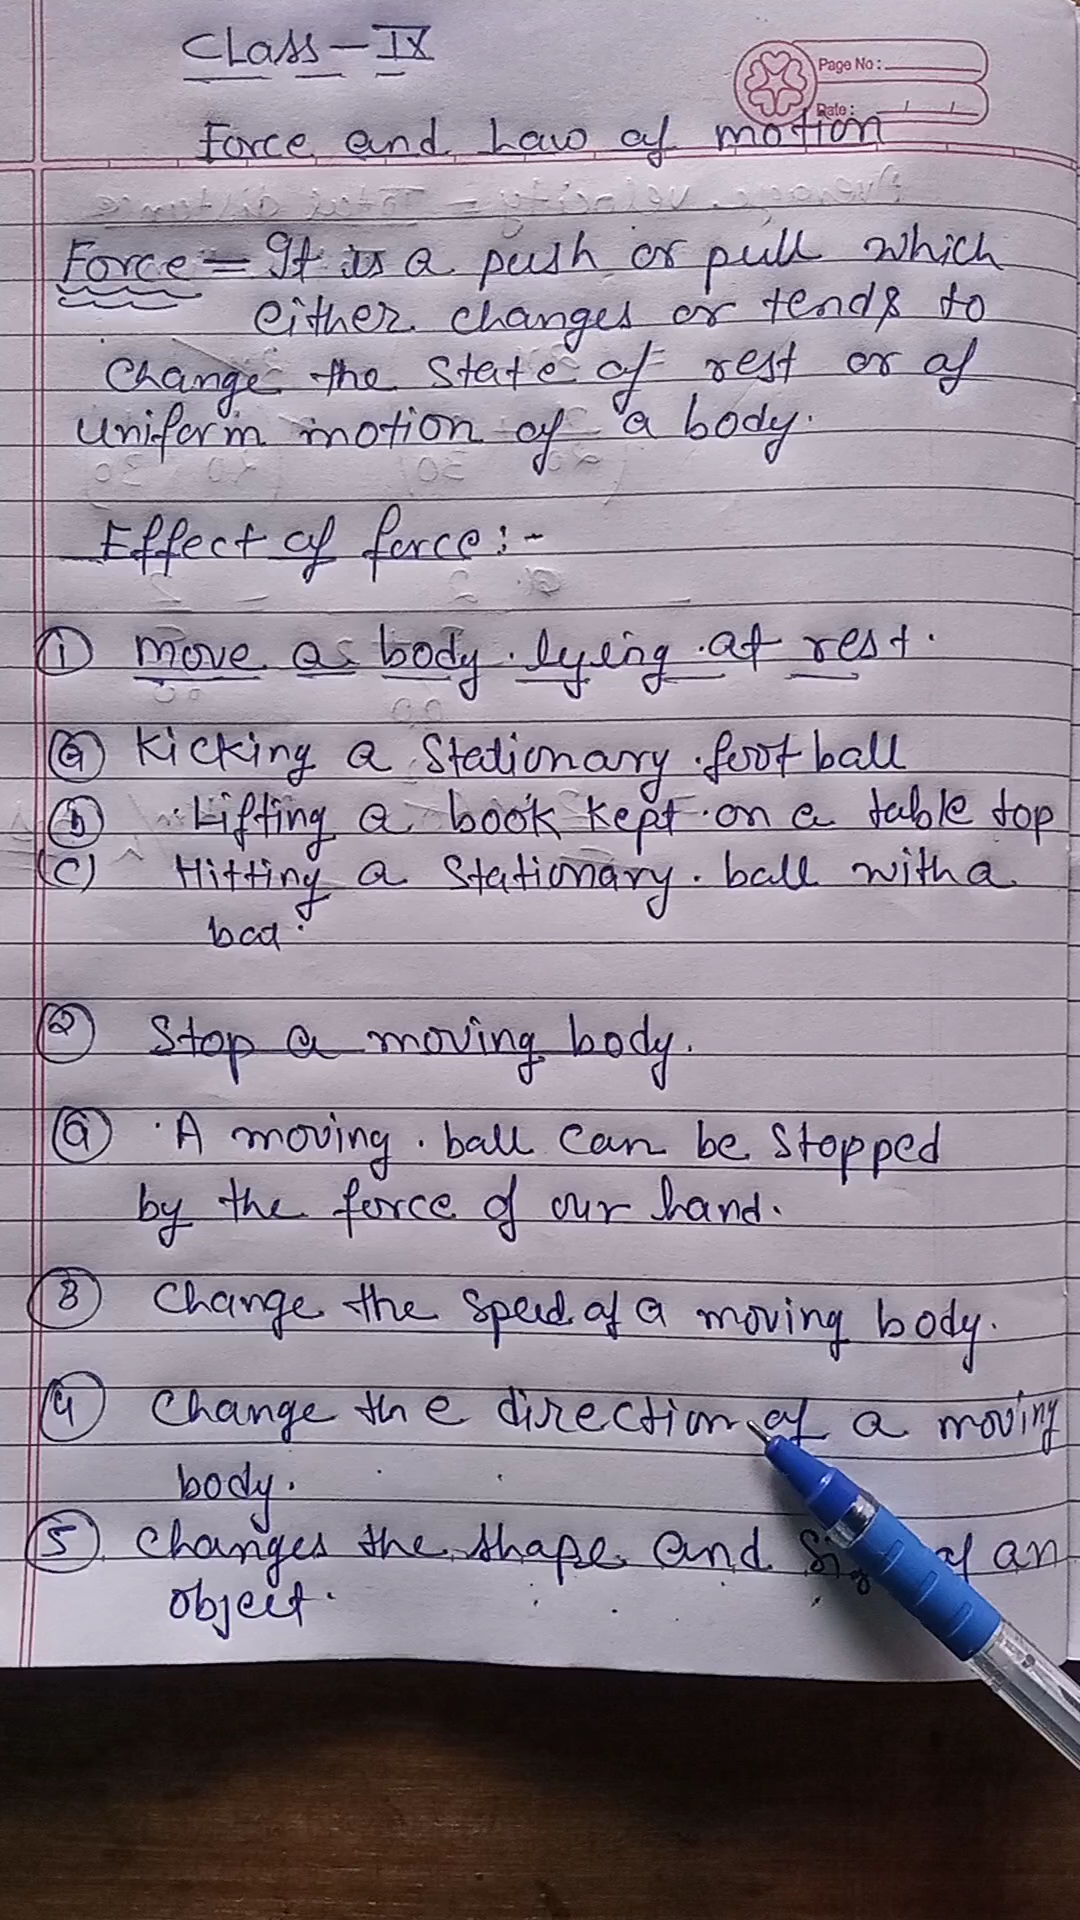 Class - IX
Page No :
Date :
Force and Law of motion
Force = It is a push or pull which
either changes or tends to
change the state of rest or of
uniform motion of a body.
Effect of force :-
① move a body lying at rest.
ⓐ Kicking a stationary football
ⓑ Lifting a book kept on a table top
(C) Hitting a stationary ball with a
② Stop a moving body.
ⓐ A moving ball can be stopped
by the force of our hand.
③ Change the speed of a moving body.
④ Change the direction of a moving
body.
⑤ Changes the shape and of an
object.